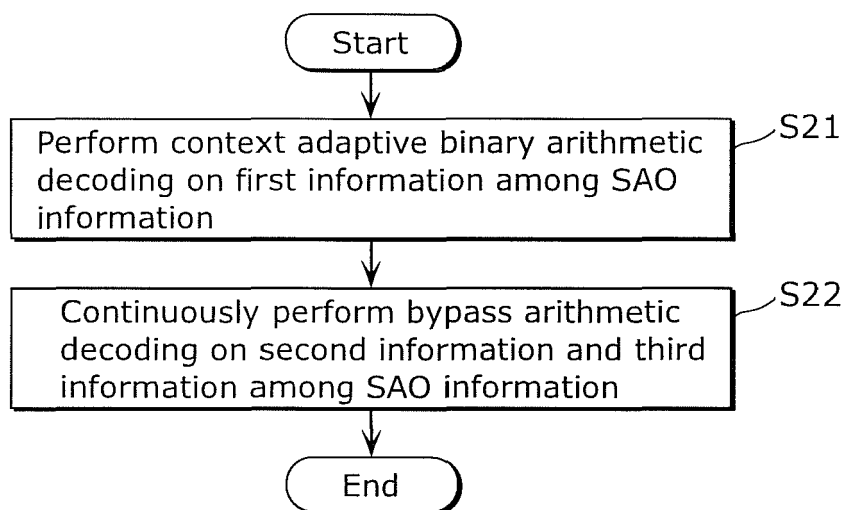 Start
Perform context adaptive binary arithmetic
decoding on first information among SAO
information
S21
Continuously perform bypass arithmetic
decoding on second information and third
information among SAO information
S22
End